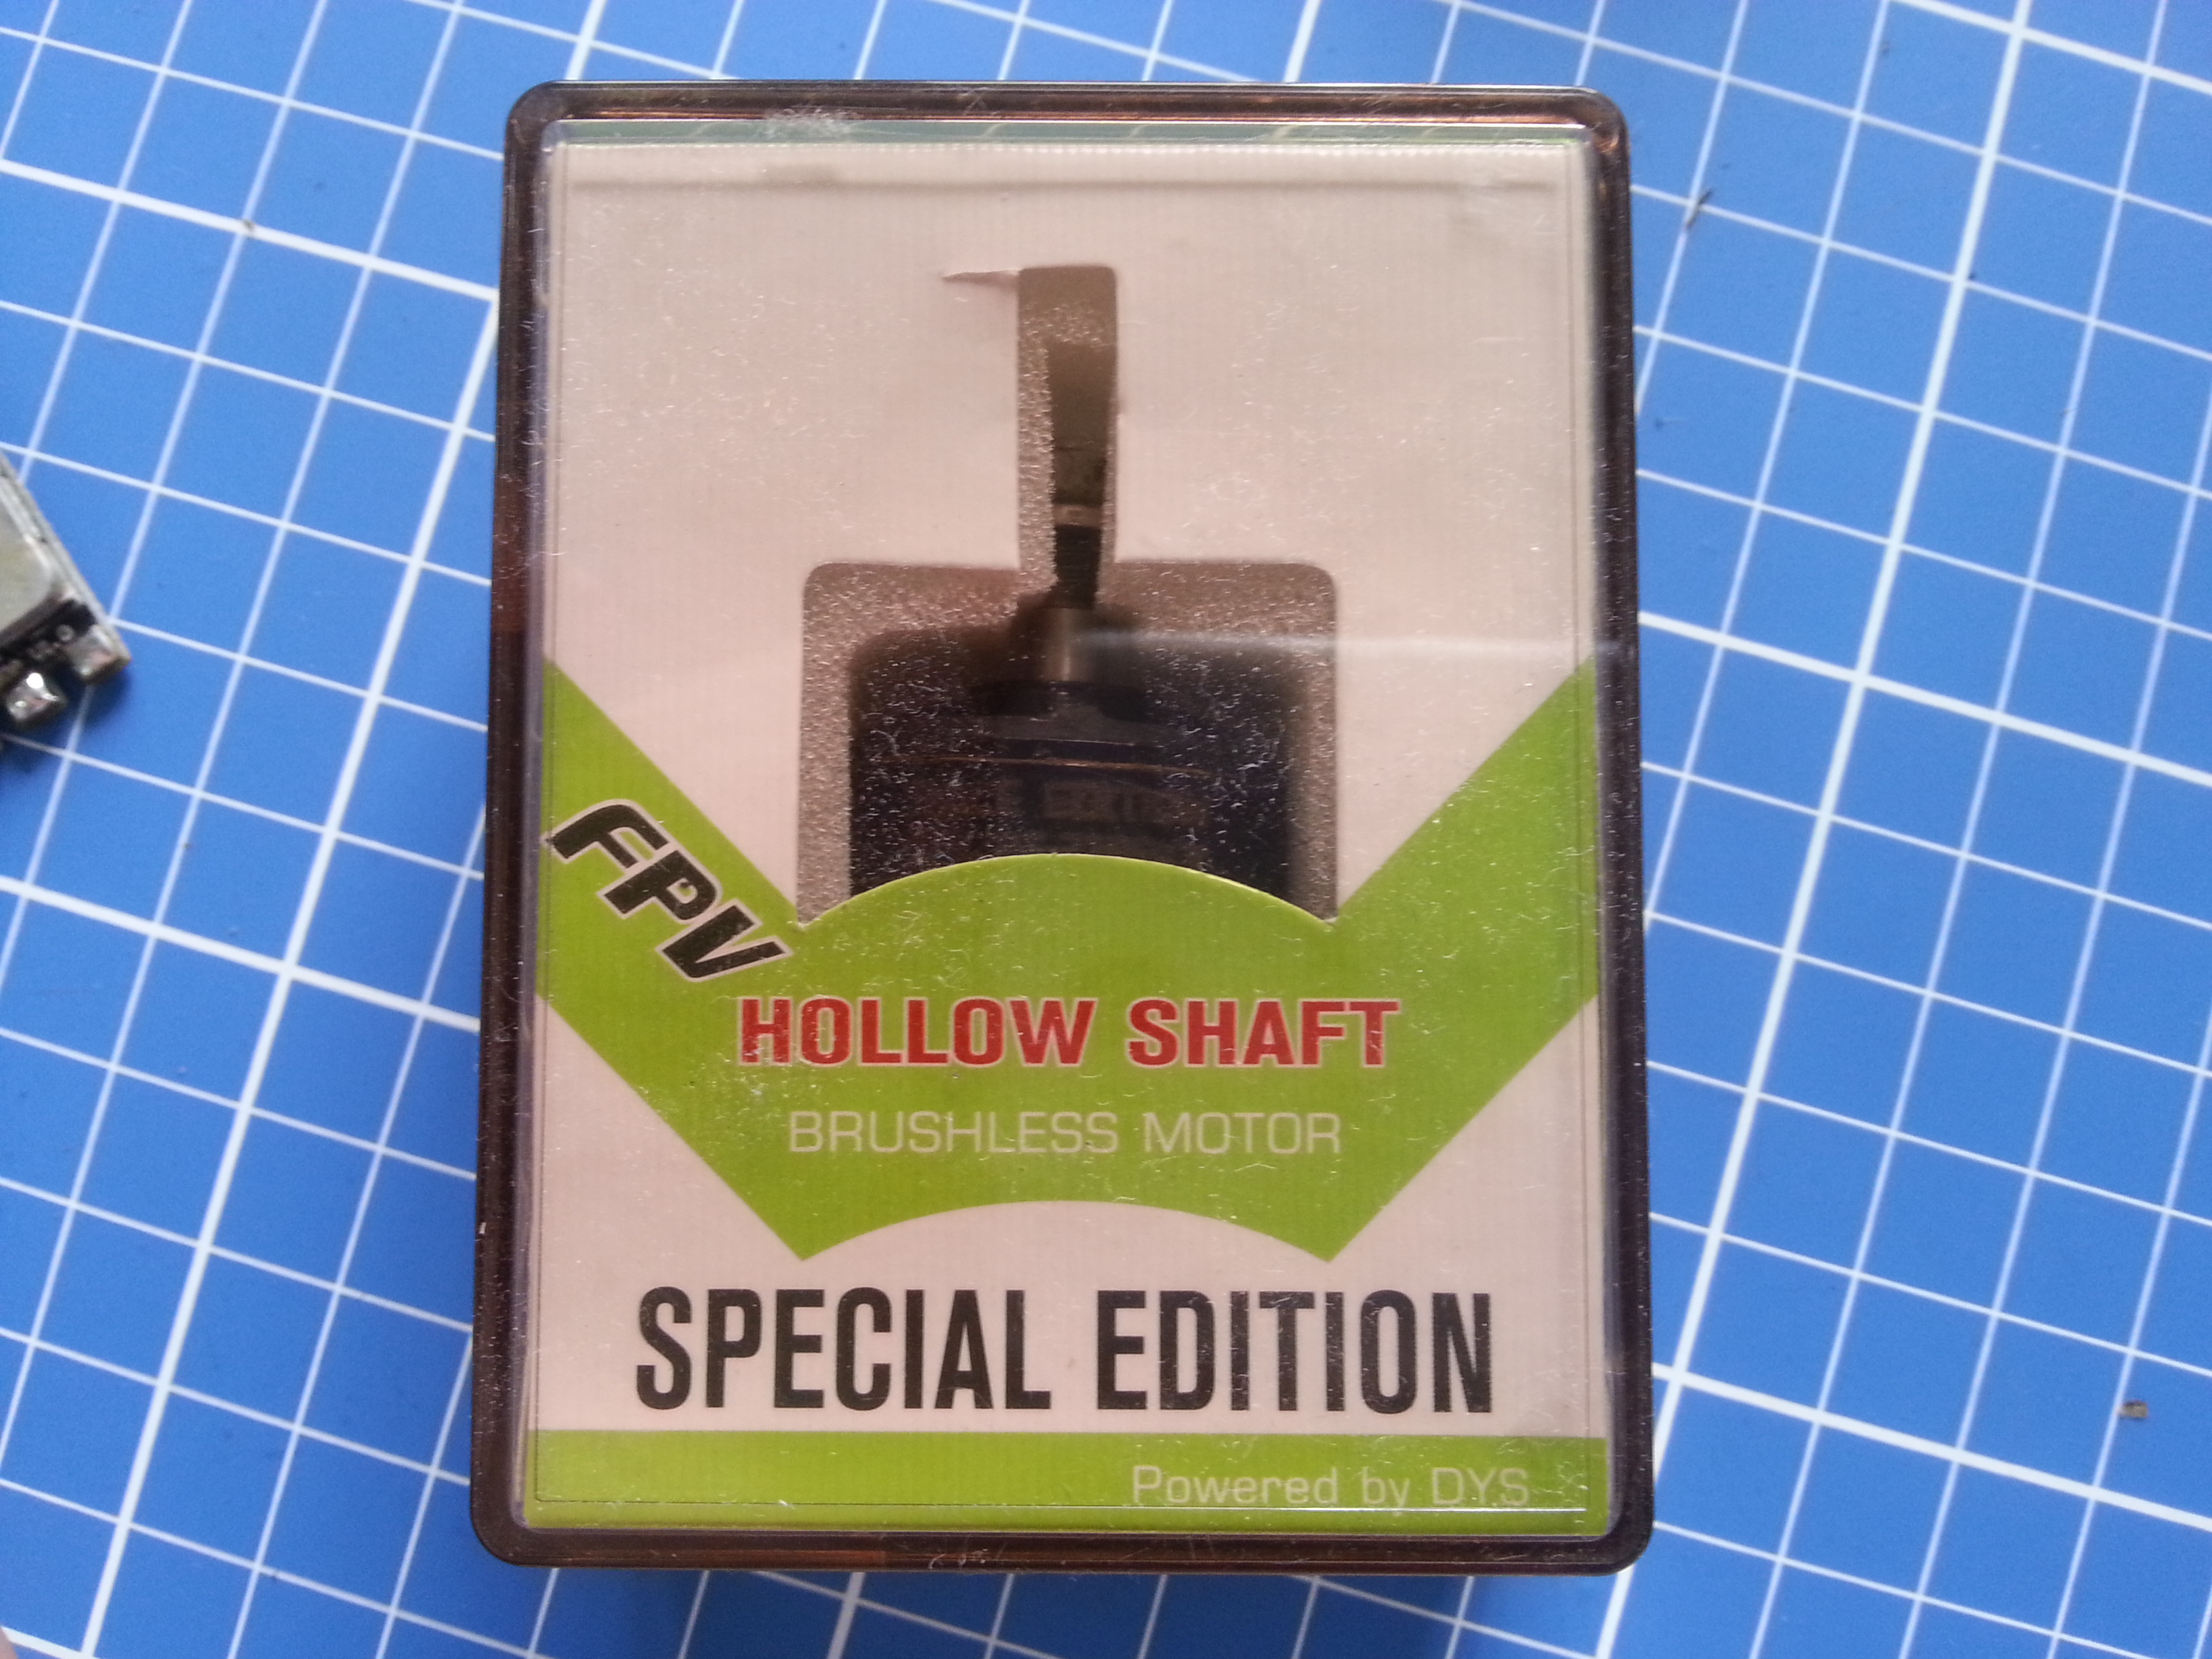 FPV
HOLLOW SHAFT
BRUSHLESS MOTOR
SPECIAL EDITION
Powered by DYS